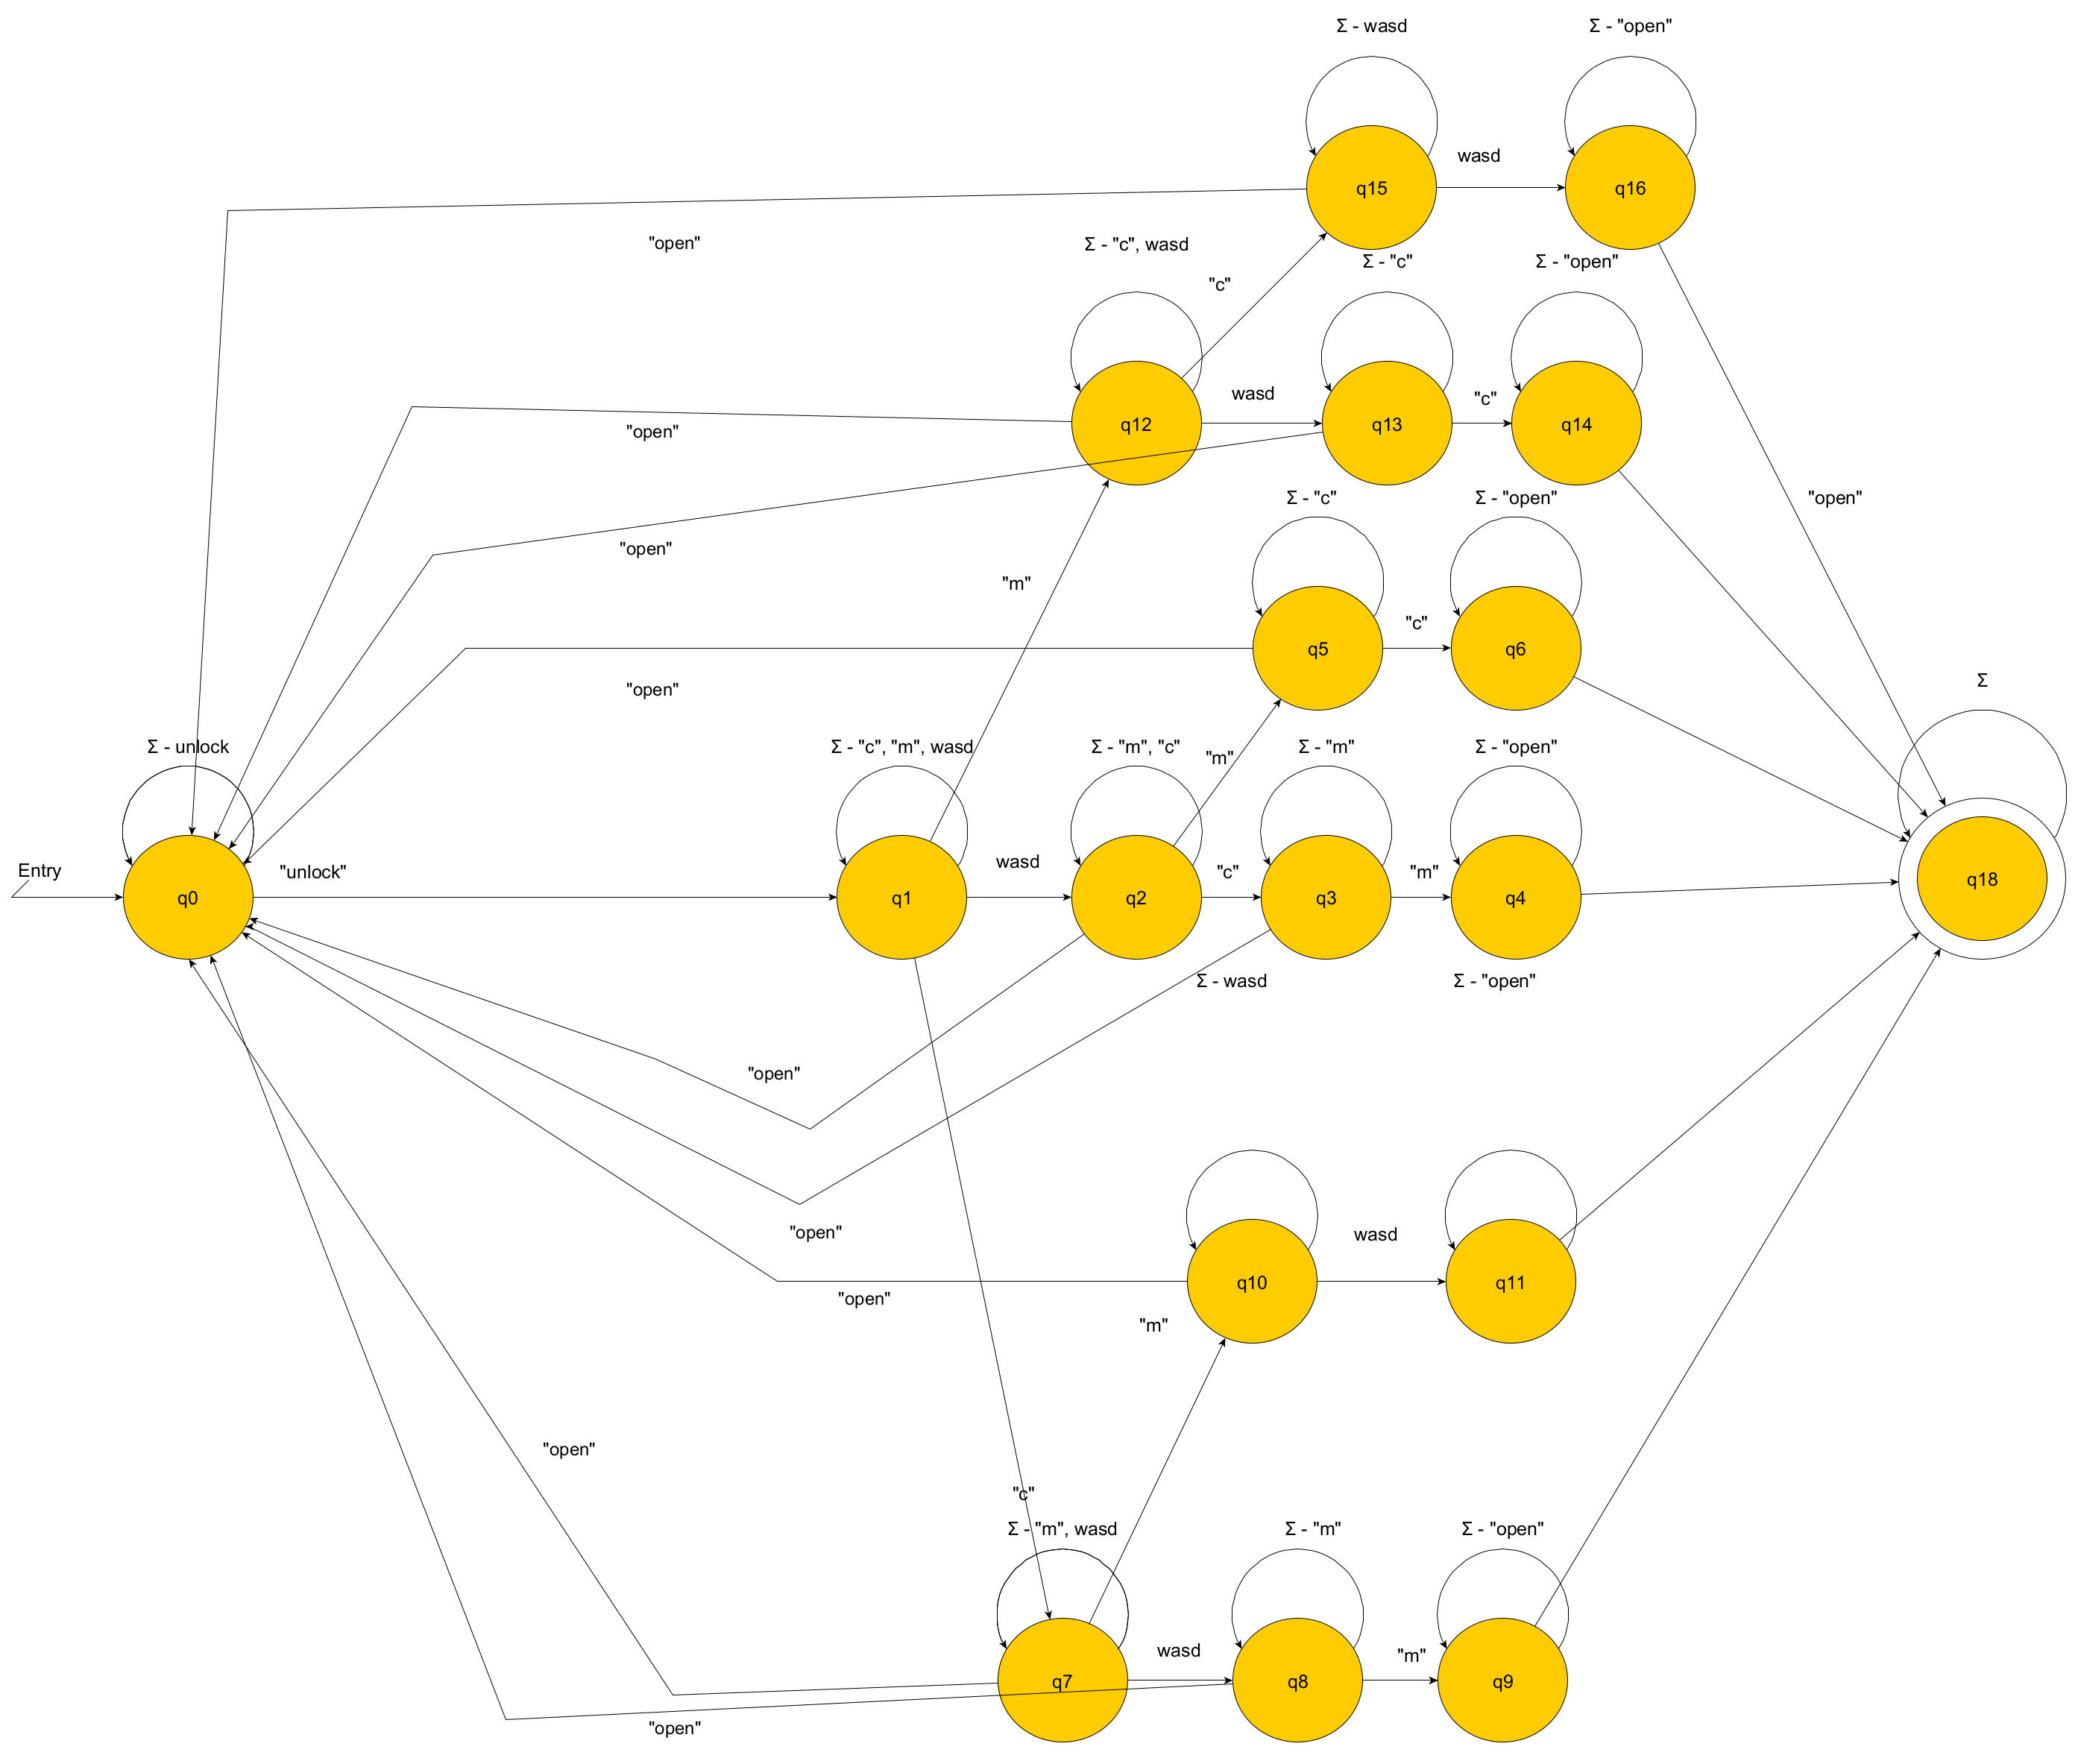 Σ - wasd
Σ - "open"
wasd
q15
q16
"open"
Σ - "c", wasd
Σ - "c"
Σ - "open"
"c"
wasd
"c"
q12
q13
q14
"open"
Σ - "c"
Σ - "open"
"open"
"open"
"m"
"c"
q5
q6
"open"
Σ
Σ - unlock
Σ - "c", "m", wasd
Σ - "m", "c"
"m"
Σ - "m"
Σ - "open"
Entry
"unlock"
wasd
"c"
"m"
q0
q1
q2
q3
q4
q18
Σ - wasd
Σ - "open"
"open"
"open"
wasd
q10
q11
"open"
"m"
"open"
"c"
Σ - "m", wasd
Σ - "m"
Σ - "open"
wasd
"m"
q7
q8
q9
"open"